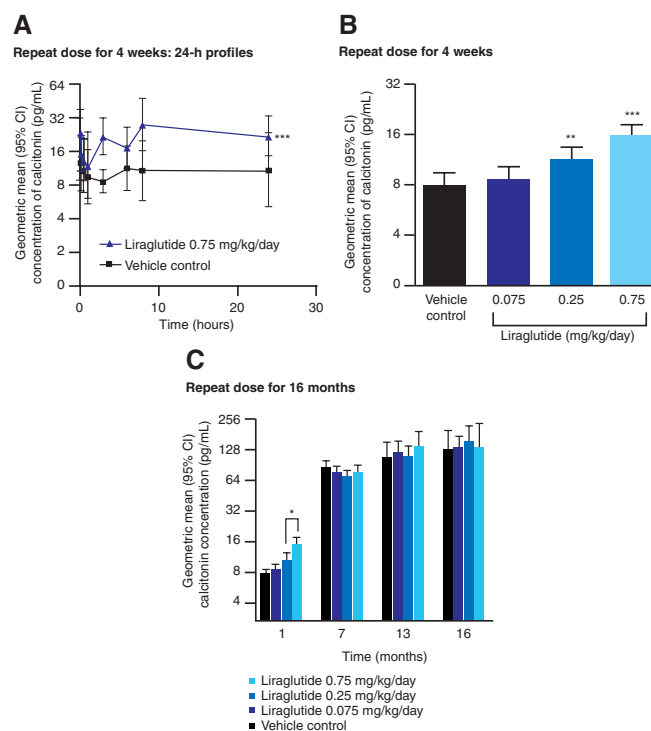 A
Repeat dose for 4 weeks: 24-h profiles
Geometric mean (95% CI)
concentration of calcitonin (pg/mL)
64
32
16
8
4
2
0
***
Liraglutide 0.75 mg/kg/day
Vehicle control
0 10 20 30
Time (hours)
B
Repeat dose for 4 weeks
Geometric mean (95% CI)
concentration of calcitonin (pg/mL)
32
16
8
4
0
**
***
Vehicle
control
0.075 0.25 0.75
Liraglutide (mg/kg/day)
C
Repeat dose for 16 months
Geometric mean (95% CI)
calcitonin concentration (pg/mL)
256
128
64
32
16
8
4
*
1 7 13 16
Time (months)
Liraglutide 0.75 mg/kg/day
Liraglutide 0.25 mg/kg/day
Liraglutide 0.075 mg/kg/day
Vehicle control